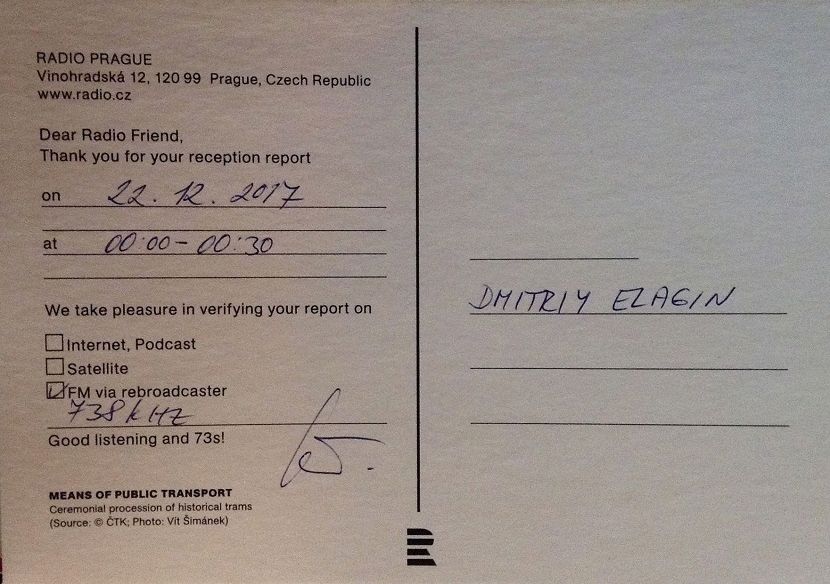 RADIO PRAGUE
Vinohradská 12, 120 99 Prague, Czech Republic
www.radio.cz
Dear Radio Friend,
Thank you for your reception report
on 22.12.2017
at 00:00-00:30
We take pleasure in verifying your report on
Internet, Podcast
Satellite
FM via rebroadcaster
738 kHz
Good listening and 73s!
MEANS OF PUBLIC TRANSPORT
Ceremonial procession of historical trams
(Source: © ČTK; Photo: Vít Šimánek)
DMITRIY ELAGIN